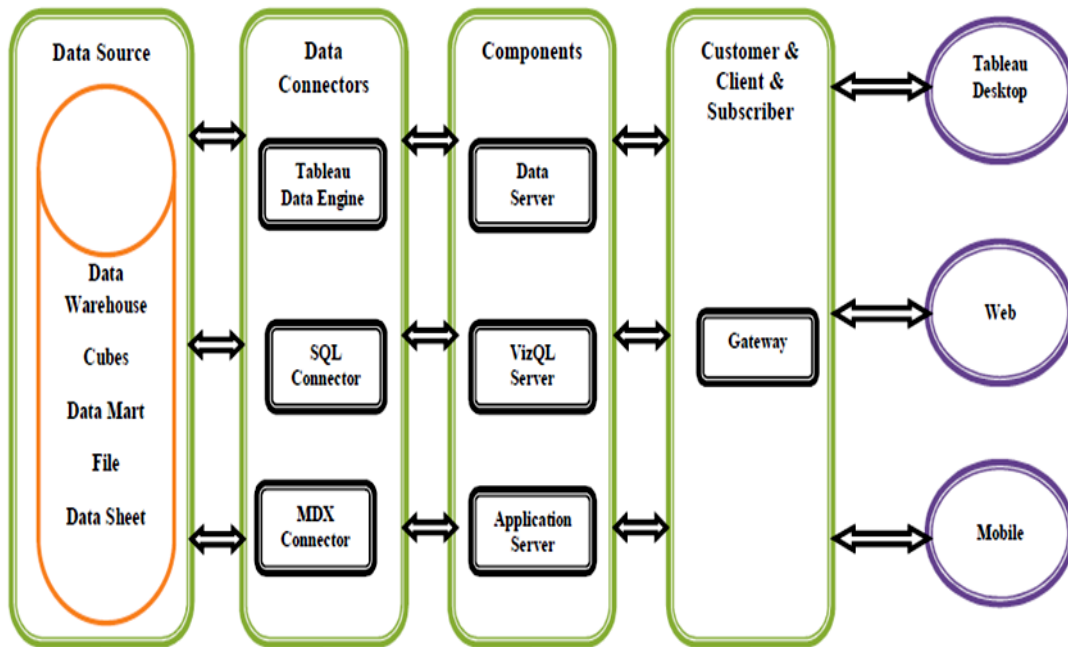 Data Source
Data
Warehouse
Cubes
Data Mart
File
Data Sheet
Data
Connectors
Tableau
Data Engine
SQL
Connector
MDX
Connector
Components
Data
Server
VizQL
Server
Application
Server
Customer &
Client &
Subscriber
Gateway
Tableau
Desktop
Web
Mobile